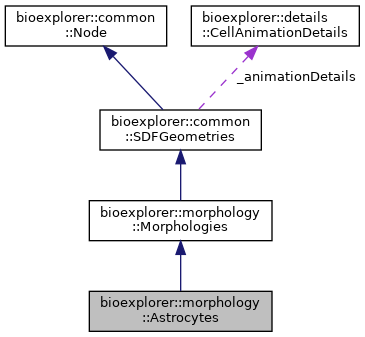 bioexplorer::common
::Node
bioexplorer::details
::CellAnimationDetails
_animationDetails
bioexplorer::common
::SDFGeometries
bioexplorer::morphology
::Morphologies
bioexplorer::morphology
::Astrocytes